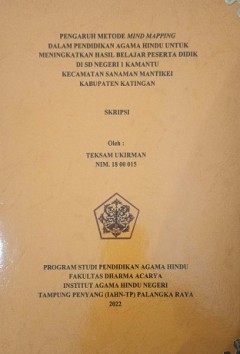 PENGARUH METODE MIND MAPPING
DALAM PENDIDIKAN AGAMA HINDU UNTUK
MENINGKATKAN HASIL BELAJAR PESERTA DIDIK
DI SD NEGERI 1 KAMANTU
KECAMATAN SANAMAN MANTIKEI
KABUPATEN KATINGAN
SKRIPSI
Oleh :
TEKSAM UKIRMAN
NIM. 18 00 015
PROGRAM STUDI PENDIDIKAN AGAMA HINDU
FAKULTAS DHARMA ACARYA
INSTITUT AGAMA HINDU NEGERI
TAMPUNG PENYANG (IAHN-TP) PALANGKA RAYA
2022